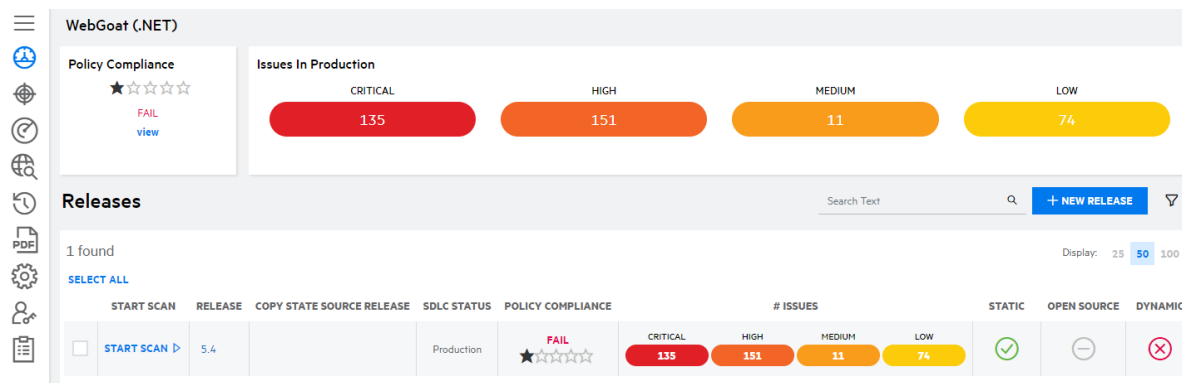 WebGoat (.NET)
Policy Compliance
FAIL
view
Issues In Production
CRITICAL HIGH MEDIUM LOW
135 151 11 74
Releases
Search Text
+ NEW RELEASE
1 found
Display: 25 50 100
SELECT ALL
START SCAN RELEASE COPY STATE SOURCE RELEASE SDLC STATUS POLICY COMPLIANCE # ISSUES STATIC OPEN SOURCE DYNAMIC
START SCAN 5.4 Production FAIL
CRITICAL HIGH MEDIUM LOW
135 151 11 74
PDF